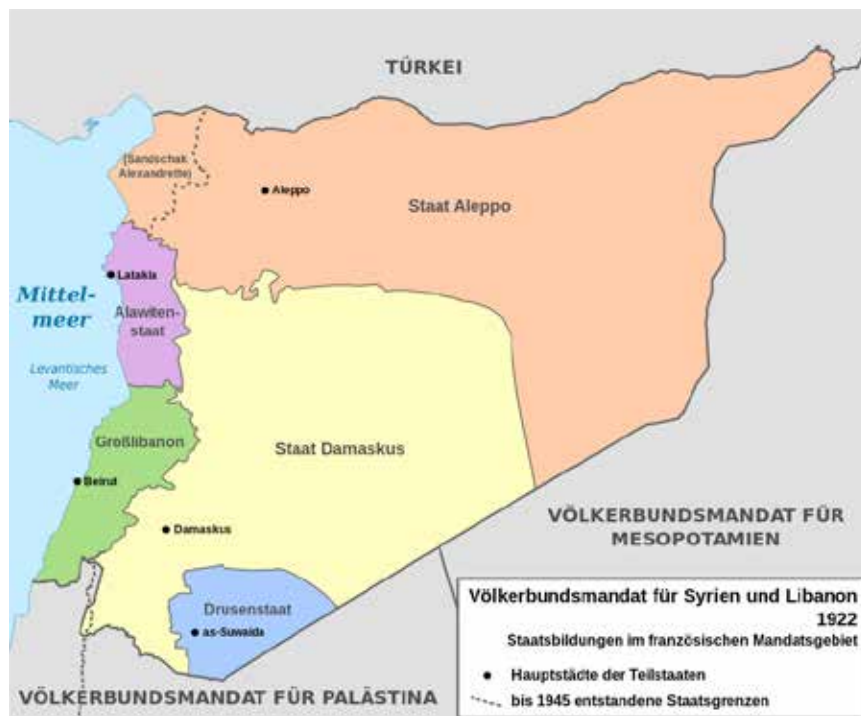 TÜRKEI
(Sandschak
Alexandrette)
Aleppo
Staat Aleppo
Latakia
Mittel-
meer
Alawiten-
staat
Levantisches
Meer
Großlibanon
Staat Damaskus
Beirut
Damaskus
VÖLKERBUNDSMANDAT FÜR
MESOPOTAMIEN
Drusenstaat
as-Suwaida
Völkerbundsmandat für Syrien und Libanon
1922
Staatsbildungen im französischen Mandatsgebiet
Hauptstädte der Teilstaaten
bis 1945 entstandene Staatsgrenzen
VÖLKERBUNDSMANDAT FÜR PALÄSTINA